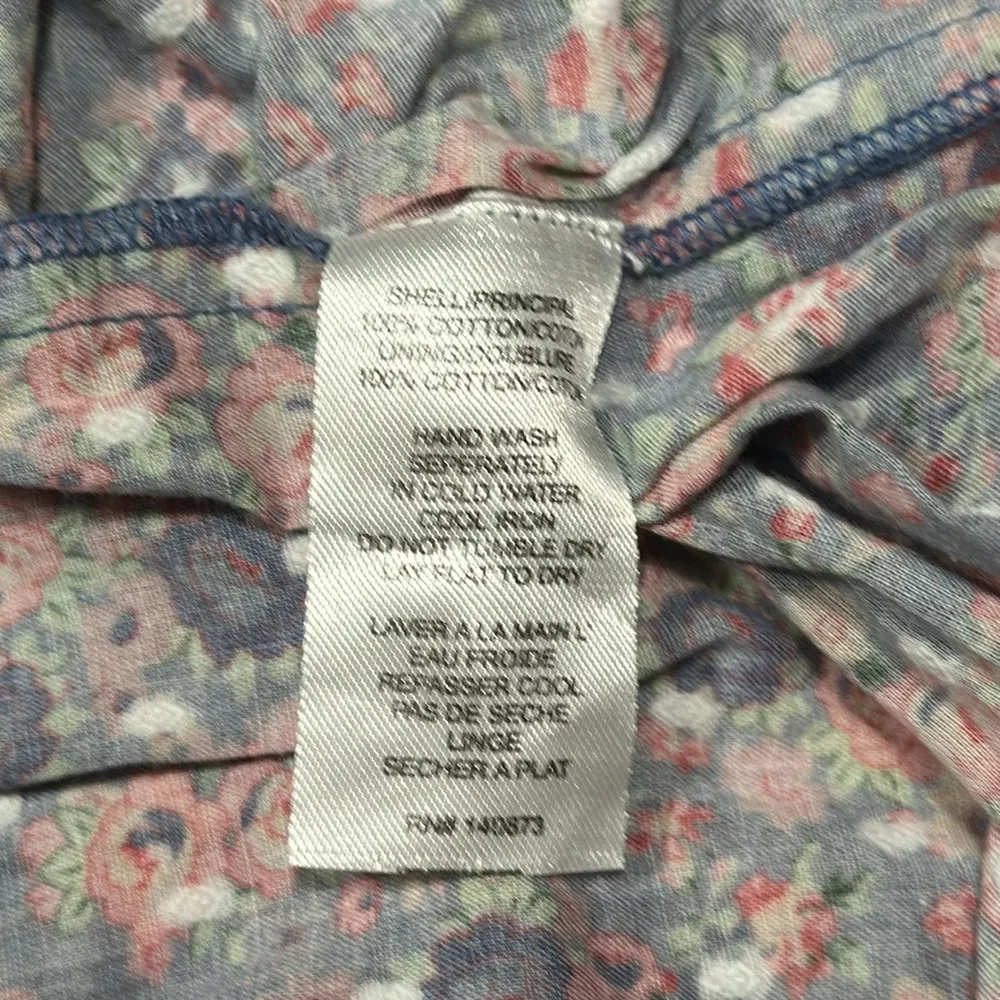 SHELL/PRINCIPL
100% COTTON/COTON
LINING/DOUBLURE
100% COTTON/COTON
HAND WASH
SEPERATELY
IN COLD WATER
COOL IRON
DO NOT TUMBLE DRY
LAY FLAT TO DRY
LAVER A LA MAIN L
EAU FROIDE
REPASSER COOL
PAS DE SECHE
LINGE
SECHER A PLAT
RN# 140873